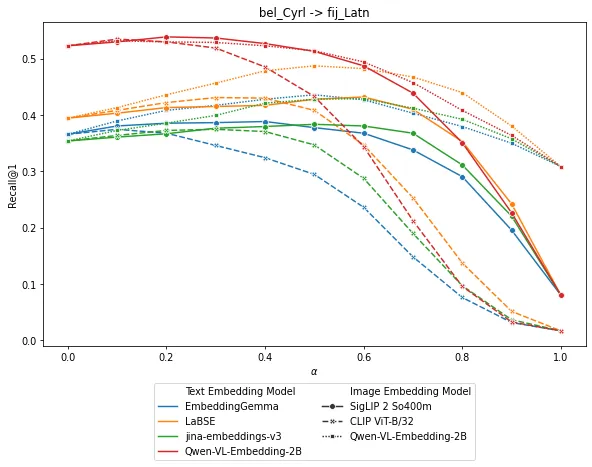 bel_Cyrl -> fij_Latn
Recall@1
0.5
0.4
0.3
0.2
0.1
0.0
0.0 0.2 0.4 0.6 0.8 1.0
α
Text Embedding Model
EmbeddingGemma
LaBSE
jina-embeddings-v3
Qwen-VL-Embedding-2B
Image Embedding Model
SigLIP 2 So400m
CLIP ViT-B/32
Qwen-VL-Embedding-2B